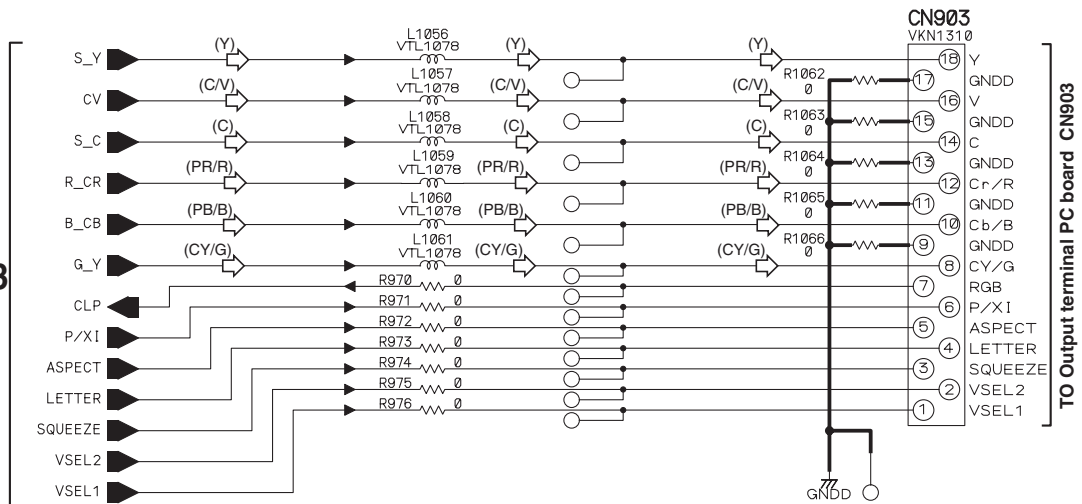 CN903
VKN1310
S_Y
(Y)
L1056
VTL1078
(Y)
(Y)
18
Y
R1062
0
17
GNDD
CV
(C/V)
L1057
VTL1078
(C/V)
(C/V)
16
V
R1063
0
15
GNDD
S_C
(C)
L1058
VTL1078
(C)
(C)
14
C
R1064
0
13
GNDD
R_CR
(PR/R)
L1059
VTL1078
(PR/R)
(PR/R)
12
Cr/R
R1065
0
11
GNDD
B_CB
(PB/B)
L1060
VTL1078
(PB/B)
(PB/B)
10
Cb/B
R1066
0
9
GNDD
G_Y
(CY/G)
L1061
VTL1078
(CY/G)
(CY/G)
8
CY/G
CLP
R970
0
7
RGB
P/XI
R971
0
6
P/XI
ASPECT
R972
0
5
ASPECT
LETTER
R973
0
4
LETTER
SQUEEZE
R974
0
3
SQUEEZE
VSEL2
R975
0
2
VSEL2
VSEL1
R976
0
1
VSEL1
GNDD
TO Output terminal PC board CN903